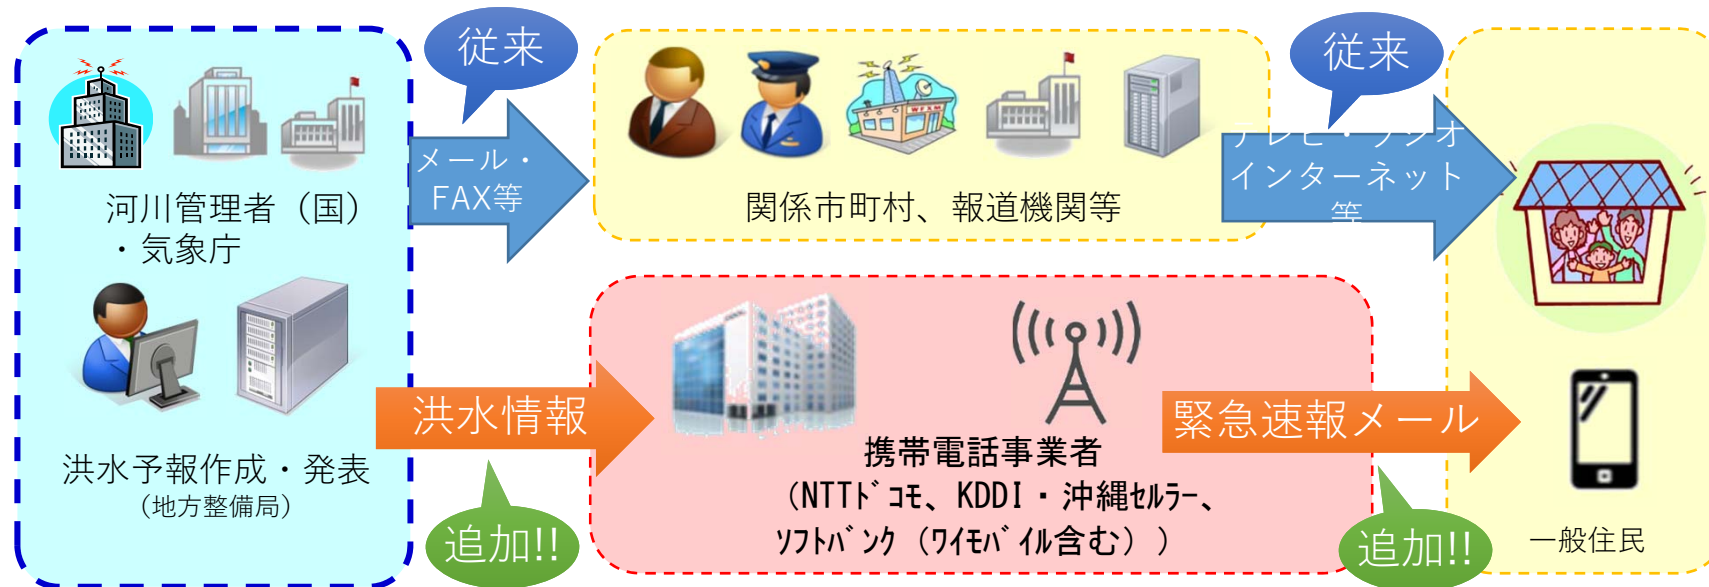 従来
従来
メール・
FAX等
テレビ・ラジオ
インターネット
等
WFXM
河川管理者（国）
・気象庁
関係市町村、報道機関等
洪水情報
緊急速報メール
洪水予報作成・発表
（地方整備局）
携帯電話事業者
（NTTﾄﾞｺﾓ、KDDI・沖縄ｾﾙﾗｰ、
ｿﾌﾄﾊﾞﾝｸ（ﾜｲﾓﾊﾞｲﾙ含む））
追加!!
追加!!
一般住民